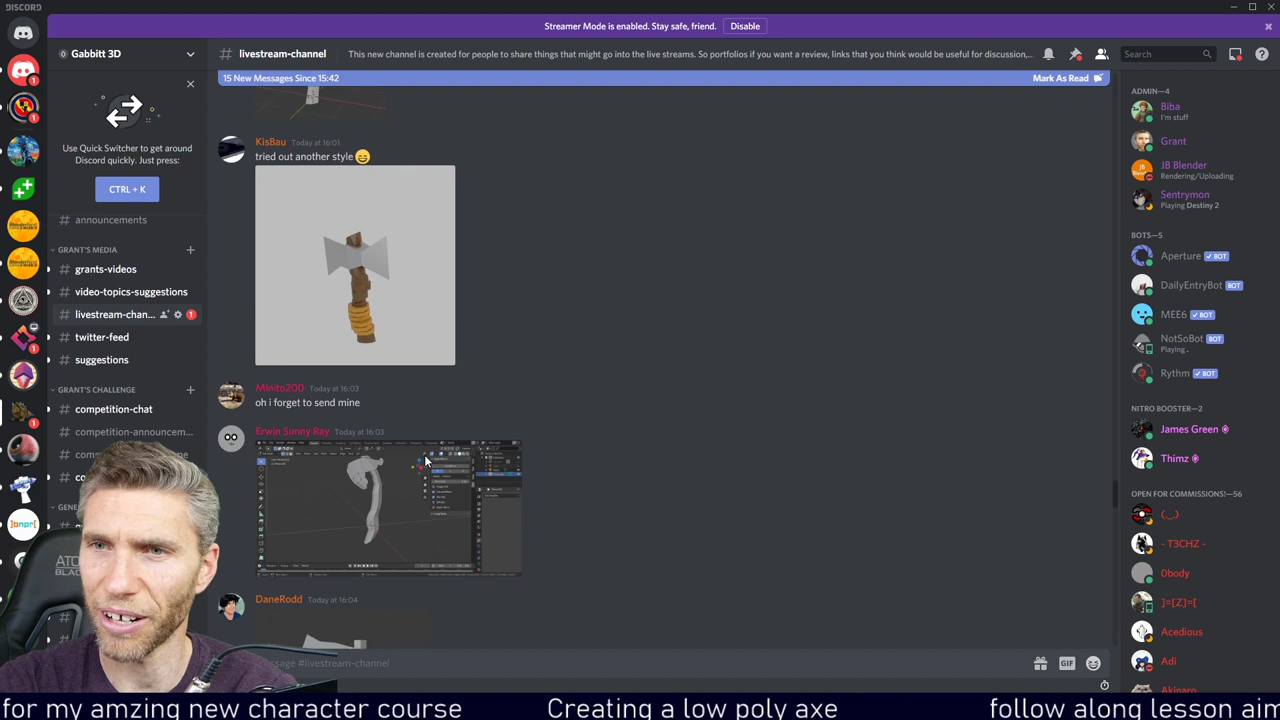 DISCORD
Streamer Mode is enabled. Stay safe, friend.
Disable
Gabbitt 3D
# livestream-channel
This new channel is created for people to share things that might go into the live streams. So portfolios if you want a review, links that you think would be useful for discussion,...
Search
15 New Messages Since 15:42
Mark As Read
Use Quick Switcher to get around
Discord quickly. Just press:
CTRL + K
# announcements
GRANT'S MEDIA
# grants-videos
# video-topics-suggestions
# livestream-chan...
1
# twitter-feed
# suggestions
GRANT'S CHALLENGE
# competition-chat
# competition-announcem...
KisBau Today at 16:01
tried out another style
MInito200 Today at 16:03
oh i forget to send mine
Erwin Sunny Ray Today at 16:03
DaneRodd Today at 16:04
message #livestream-channel
GIF
ADMIN—4
Biba
I'm stuff
Grant
JB Blender
Rendering/Uploading
Sentrymon
Playing Destiny 2
BOTS—5
Aperture BOT
DailyEntryBot BOT
MEE6 BOT
NotSoBot BOT
Playing .
Rythm BOT
NITRO BOOSTER—2
James Green
Thimz
OPEN FOR COMMISSIONS!—56
(._.)
- T3CHZ -
0body
]=[Z]=[
Acedious
Adi
Akinaro
for my amzing new character course
Creating a low poly axe
follow along lesson aim